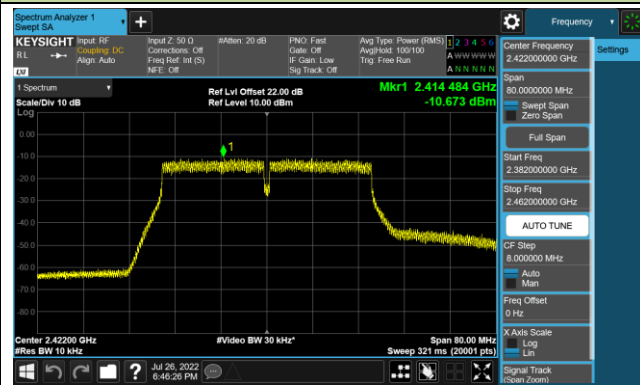 Spectrum Analyzer 1
Swept SA
Frequency
KEYSIGHT
RL
Input: RF
Coupling: DC
Align: Auto
Input Z: 50 Ω
Corrections: Off
Freq Ref: Int (S)
NFE: Off
#Atten: 20 dB
PNO: Fast
Gate: Off
IF Gain: Low
Sig Track: Off
Avg Type: Power (RMS)
Avg|Hold: 100/100
Trig: Free Run
1 2 3 4 5 6
A W W W W W
A N N N N N
LXI
1 Spectrum
Scale/Div 10 dB
Log
Ref Lvl Offset 22.00 dB
Ref Level 10.00 dBm
Mkr1 2.414 484 GHz
-10.673 dBm
1
0.00
-10.0
-20.0
-30.0
-40.0
-50.0
-60.0
-70.0
-80.0
Center 2.42200 GHz
#Res BW 10 kHz
#Video BW 30 kHz*
Span 80.00 MHz
Sweep 321 ms (20001 pts)
Jul 26, 2022
6:46:26 PM
Center Frequency
2.422000000 GHz
Span
80.0000000 MHz
Swept Span
Zero Span
Full Span
Start Freq
2.382000000 GHz
Stop Freq
2.462000000 GHz
AUTO TUNE
CF Step
8.000000 MHz
Auto
Man
Freq Offset
0 Hz
X Axis Scale
Log
Lin
Signal Track
(Span Zoom)
Settings